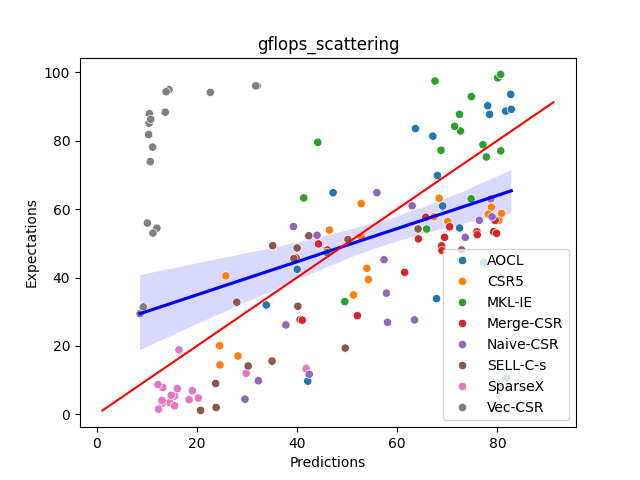 gflops_scattering
Expectations
100
80
60
40
20
0
0 20 40 60 80
Predictions
AOCL
CSR5
MKL-IE
Merge-CSR
Naive-CSR
SELL-C-s
SparseX
Vec-CSR